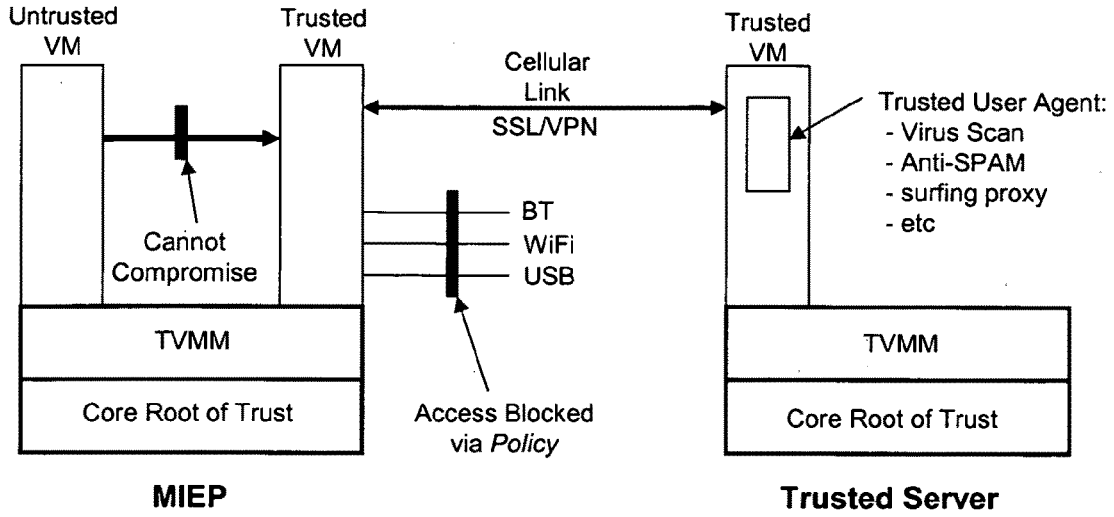 Untrusted
VM
Trusted
VM
Cellular
Link
SSL/VPN
Trusted
VM
Trusted User Agent:
- Virus Scan
- Anti-SPAM
- surfing proxy
- etc
Cannot
Compromise
BT
WiFi
USB
TVMM
Core Root of Trust
Access Blocked
via Policy
TVMM
Core Root of Trust
MIEP
Trusted Server